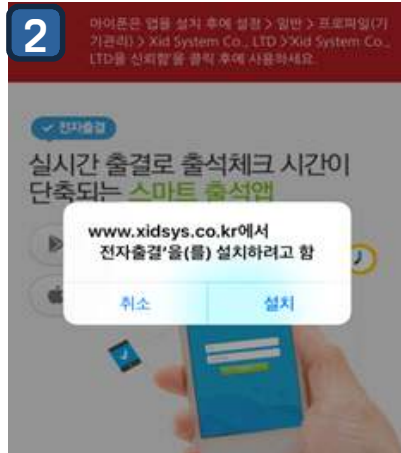 2
아이폰은 앱을 설치 후에 설정 > 일반 > 프로파일(기
기관리) > Xid System Co., LTD >'Xid System Co.,
LTD을 신뢰함'을 클릭 후에 사용하세요.
전자출결
실시간 출결로 출석체크 시간이
단축되는 스마트 출석앱
www.xidsys.co.kr에서
전자출결'을(를) 설치하려고 함
취소 설치